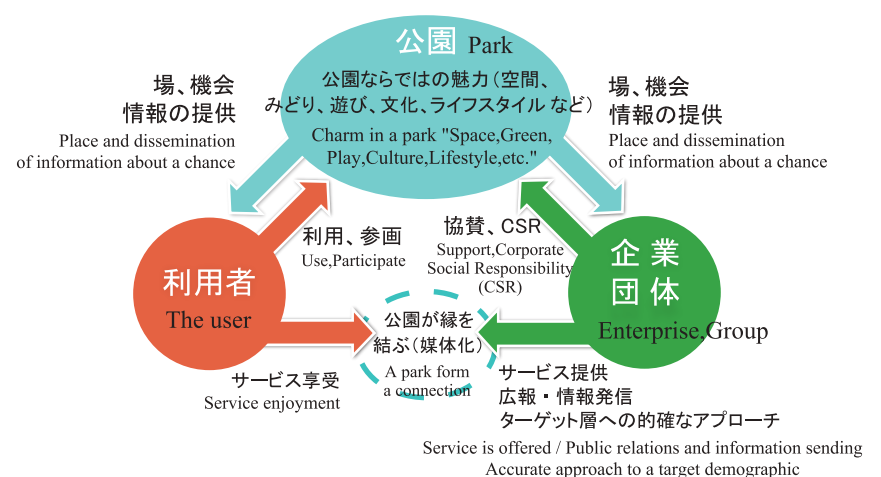 公園 Park
公園ならではの魅力（空間、
みどり、遊び、文化、ライフスタイル など）
Charm in a park "Space,Green,
Play,Culture,Lifestyle,etc."
場、機会
情報の提供
Place and dissemination
of information about a chance
場、機会
情報の提供
Place and dissemination
of information about a chance
利用、参画
Use,Participate
協賛、CSR
Support,Corporate
Social Responsibility
(CSR)
利用者
The user
企業
団体
Enterprise,Group
公園が縁を
結ぶ（媒体化）
A park form
a connection
サービス享受
Service enjoyment
サービス提供
広報・情報発信
ターゲット層への的確なアプローチ
Service is offered / Public relations and information sending
Accurate approach to a target demographic